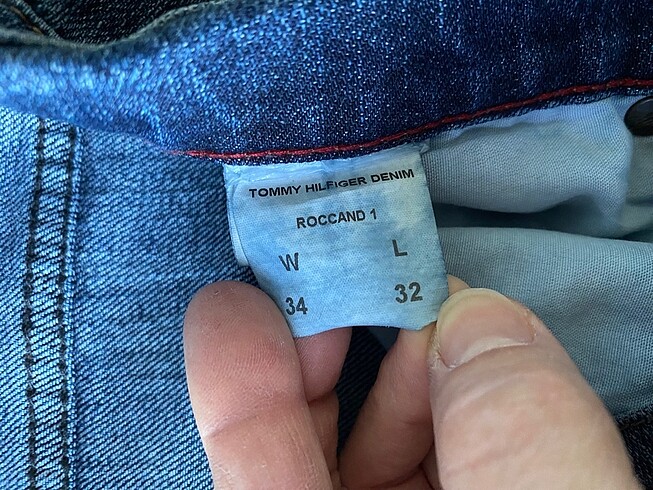 TOMMY HILFIGER DENIM
ROCCAND 1
W L
34 32